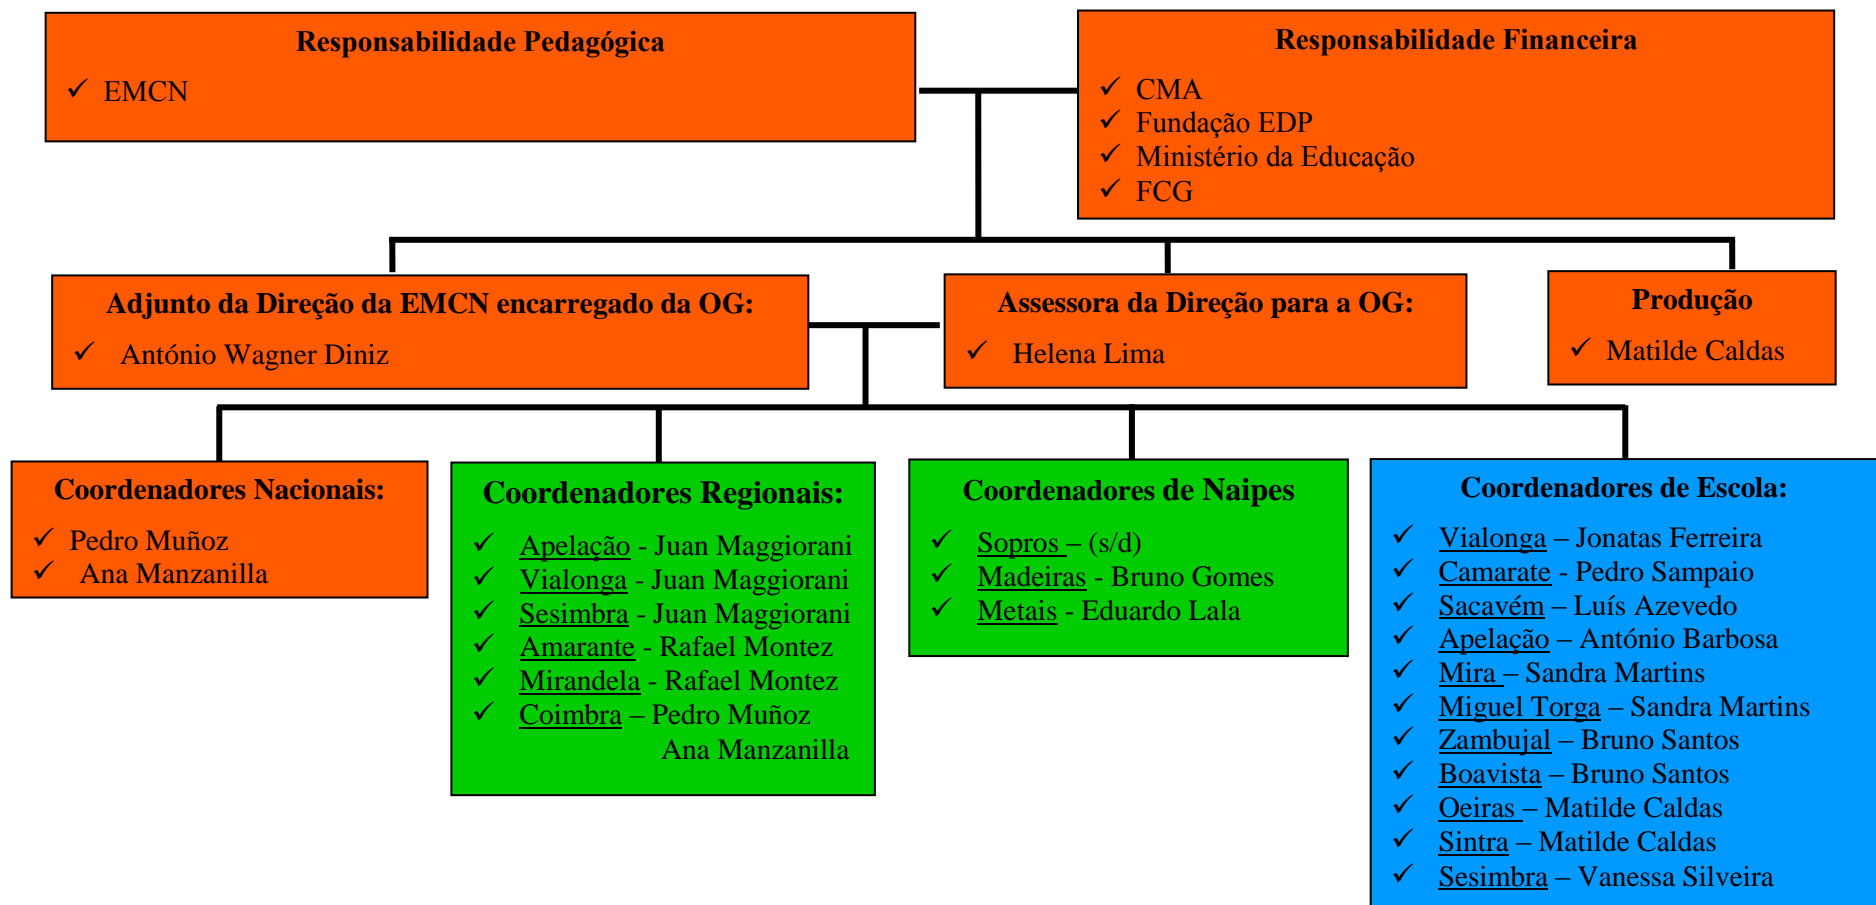 Responsabilidade Pedagógica
✓ EMCN
Responsabilidade Financeira
✓ CMA
✓ Fundação EDP
✓ Ministério da Educação
✓ FCG
Adjunto da Direção da EMCN encarregado da OG:
✓ António Wagner Diniz
Assessora da Direção para a OG:
✓ Helena Lima
Produção
✓ Matilde Caldas
Coordenadores Nacionais:
✓ Pedro Muñoz
✓ Ana Manzanilla
Coordenadores Regionais:
✓ Apelação - Juan Maggiorani
✓ Vialonga - Juan Maggiorani
✓ Sesimbra - Juan Maggiorani
✓ Amarante - Rafael Montez
✓ Mirandela - Rafael Montez
✓ Coimbra – Pedro Muñoz
Ana Manzanilla
Coordenadores de Naipes
✓ Sopros – (s/d)
✓ Madeiras - Bruno Gomes
✓ Metais - Eduardo Lala
Coordenadores de Escola:
✓ Vialonga – Jonatas Ferreira
✓ Camarate - Pedro Sampaio
✓ Sacavém – Luís Azevedo
✓ Apelação – António Barbosa
✓ Mira – Sandra Martins
✓ Miguel Torga – Sandra Martins
✓ Zambujal – Bruno Santos
✓ Boavista – Bruno Santos
✓ Oeiras – Matilde Caldas
✓ Sintra – Matilde Caldas
✓ Sesimbra – Vanessa Silveira